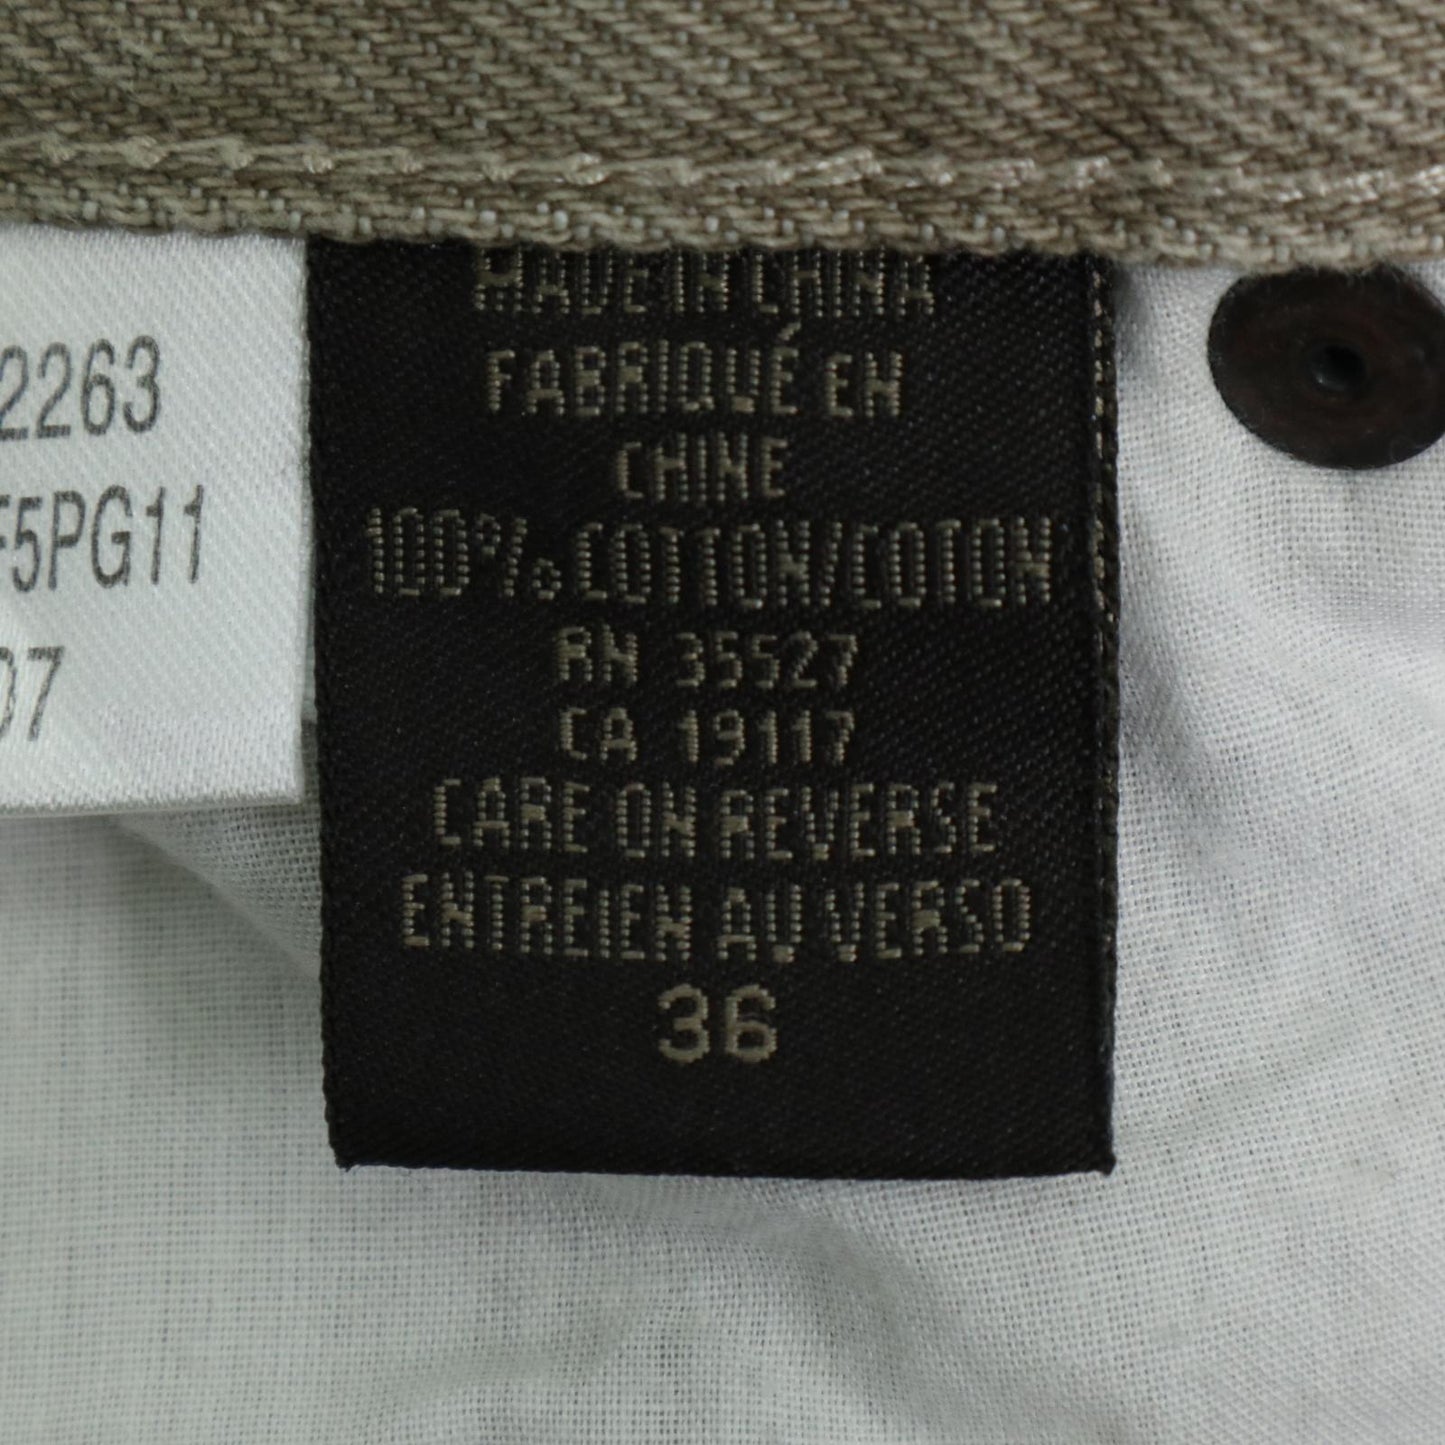 2263
F5PG11
07
MADE IN CHINA
FABRIQUÉ EN
CHINE
100% COTTON/COTON
RN 35527
CA 19117
CARE ON REVERSE
ENTREIEN AU VERSO
36